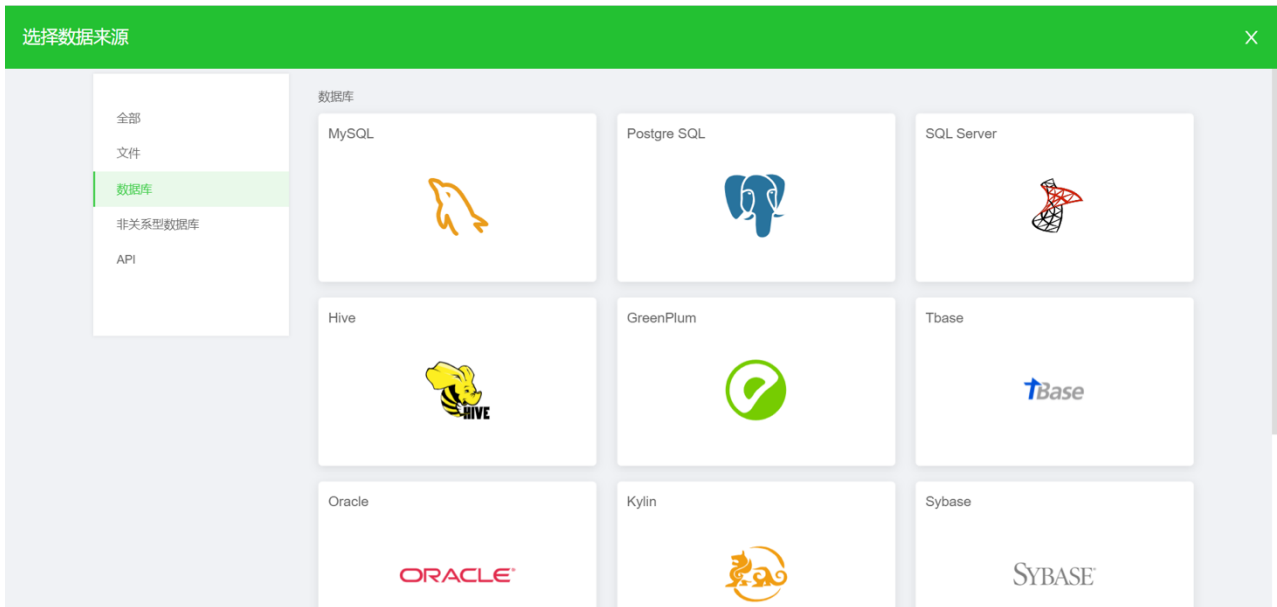 选择数据来源
X
全部
文件
数据库
非关系型数据库
API
数据库
MySQL
Postgre SQL
SQL Server
Hive
GreenPlum
Tbase
HIVE
TBase
Oracle
Kylin
Sybase
ORACLE
SYBASE